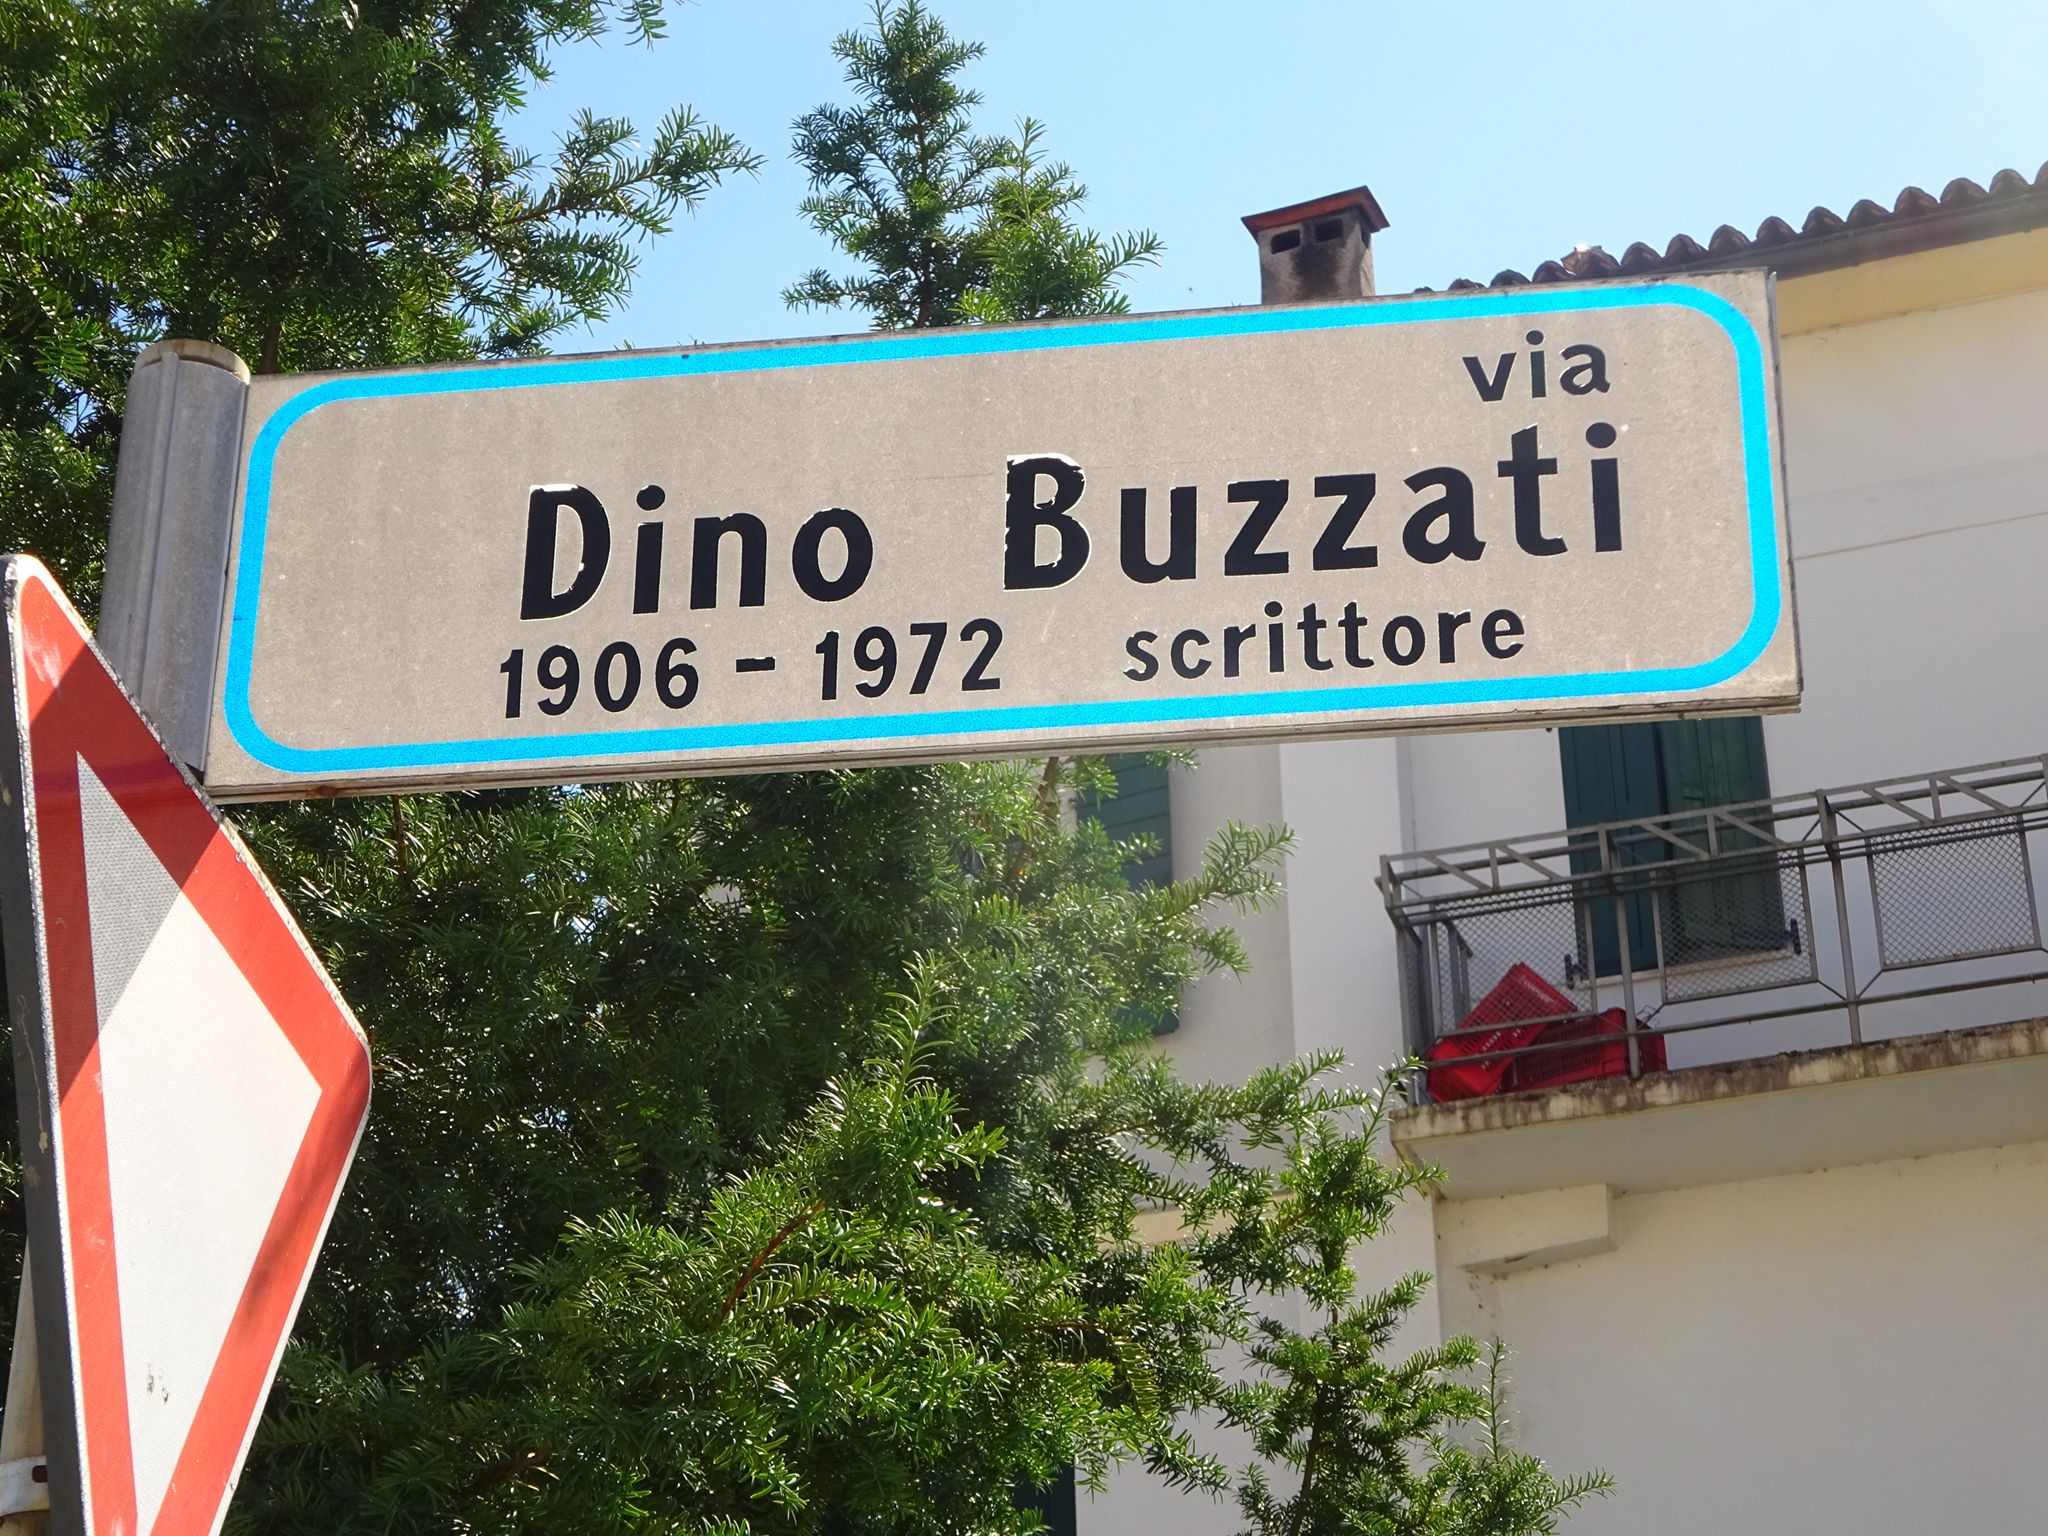 via
Dino Buzzati
1906 - 1972 scrittore